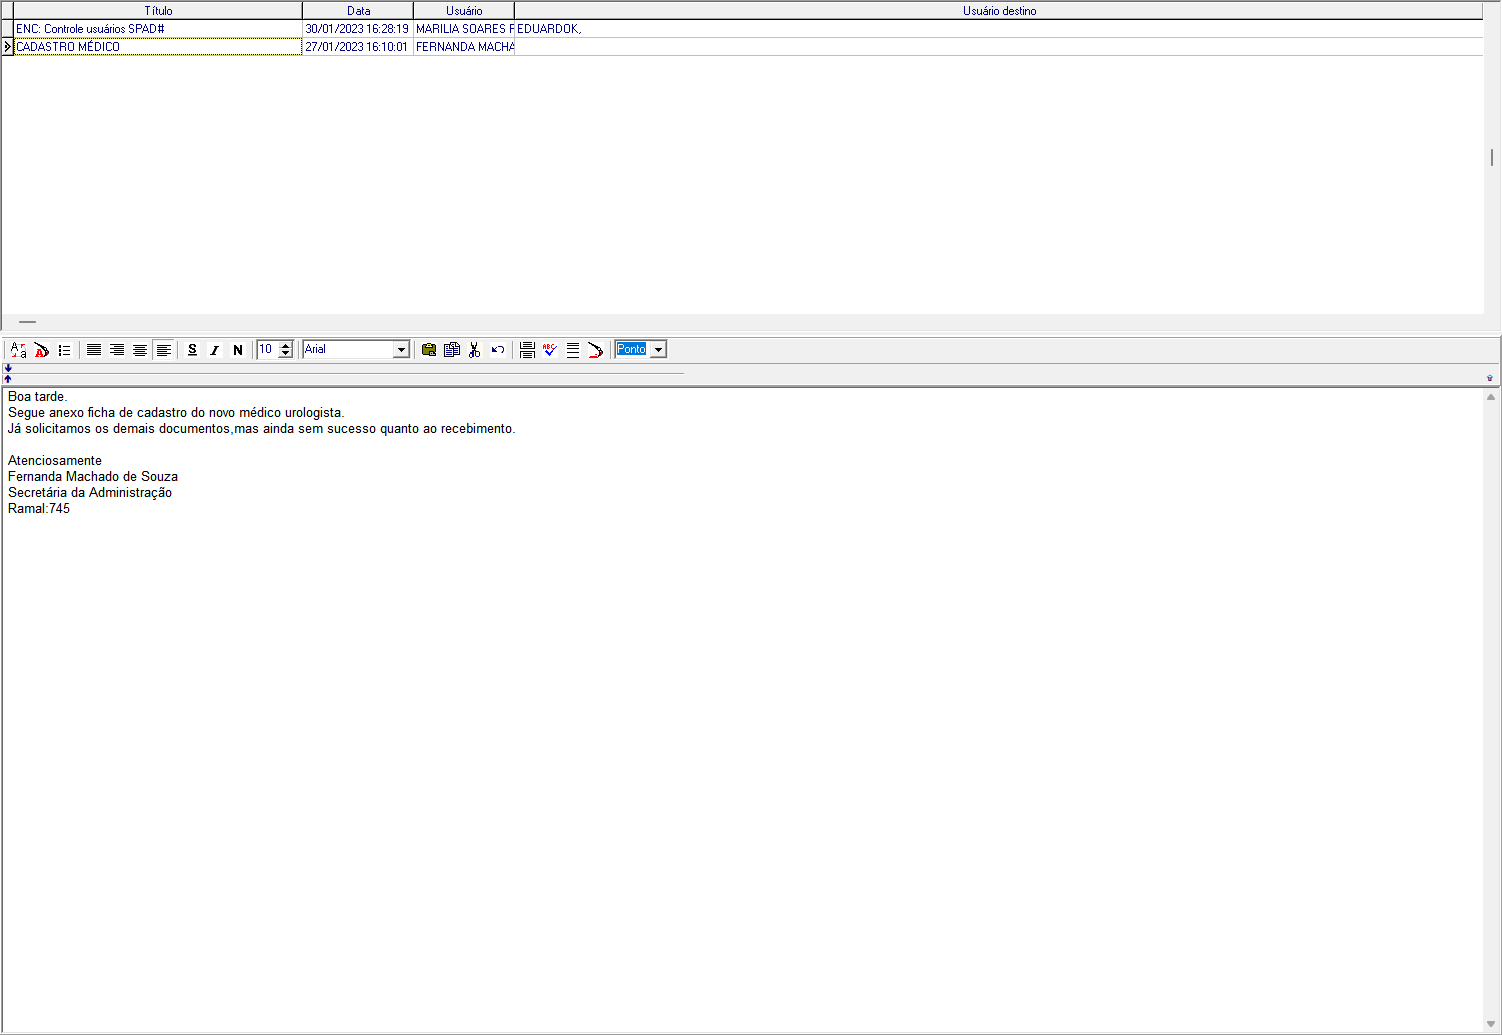 Título Data Usuário Usuário destino
ENC: Controle usuários SPAD# 30/01/2023 16:28:19 MARILIA SOARES EDUARDOK,
CADASTRO MÉDICO 27/01/2023 16:10:01 FERNANDA MACHA
S I N 10 Arial ABC Ponto
Boa tarde.
Segue anexo ficha de cadastro do novo médico urologista.
Já solicitamos os demais documentos,mas ainda sem sucesso quanto ao recebimento.
Atenciosamente
Fernanda Machado de Souza
Secretária da Administração
Ramal:745